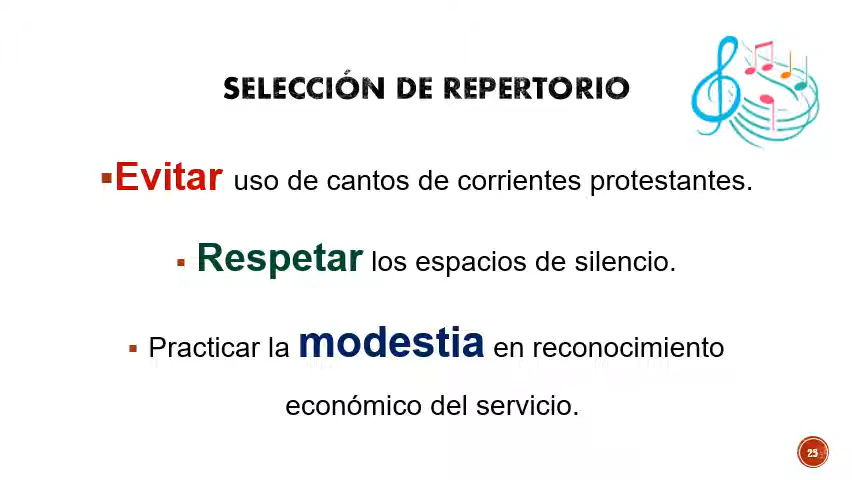 SELECCIÓN DE REPERTORIO
▪Evitar uso de cantos de corrientes protestantes.
▪ Respetar los espacios de silencio.
▪ Practicar la modestia en reconocimiento
económico del servicio.
25